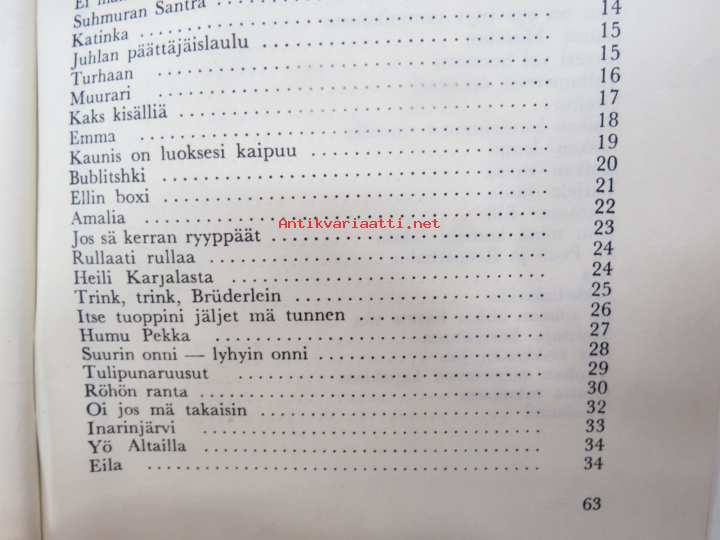 Suhmuran Santra . . . . . . . . . . . . . . . . . . . . 14
Katinka . . . . . . . . . . . . . . . . . . . . . . . . . . 15
Juhlan päättäjäislaulu . . . . . . . . . . . . . . . . 15
Turhaan . . . . . . . . . . . . . . . . . . . . . . . . . . 16
Muurari . . . . . . . . . . . . . . . . . . . . . . . . . . 17
Kaks kisälliä . . . . . . . . . . . . . . . . . . . . . . . 18
Emma . . . . . . . . . . . . . . . . . . . . . . . . . . . 19
Kaunis on luoksesi kaipuu . . . . . . . . . . . . . 20
Bublitshki . . . . . . . . . . . . . . . . . . . . . . . . . 21
Ellin boxi . . . . . . . . . . . . . . . . . . . . . . . . . 22
Amalia . . . . . . . . . . . . . . . . . . . . . . . . . . . 23
Antikvariaatti.net
Jos sä kerran ryyppäät . . . . . . . . . . . . . . . . 24
Rullaati rullaa . . . . . . . . . . . . . . . . . . . . . . 24
Heili Karjalasta . . . . . . . . . . . . . . . . . . . . . 25
Trink, trink, Brüderlein . . . . . . . . . . . . . . . 26
Itse tuoppini jäljet mä tunnen . . . . . . . . . . 27
Humu Pekka . . . . . . . . . . . . . . . . . . . . . . . 28
Suurin onni — lyhyin onni . . . . . . . . . . . . . 29
Tulipunaruusut . . . . . . . . . . . . . . . . . . . . . 30
Röhön ranta . . . . . . . . . . . . . . . . . . . . . . . 32
Oi jos mä takaisin . . . . . . . . . . . . . . . . . . . 33
Inarinjärvi . . . . . . . . . . . . . . . . . . . . . . . . 34
Yö Altailla . . . . . . . . . . . . . . . . . . . . . . . . 34
Eila . . . . . . . . . . . . . . . . . . . . . . . . . . . . .
63